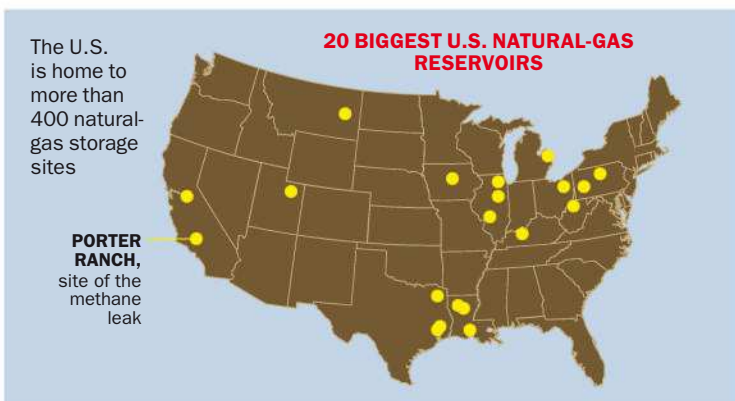 The U.S.
is home to
more than
400 natural-
gas storage
sites
20 BIGGEST U.S. NATURAL-GAS
RESERVOIRS
PORTER
RANCH,
site of the
methane
leak